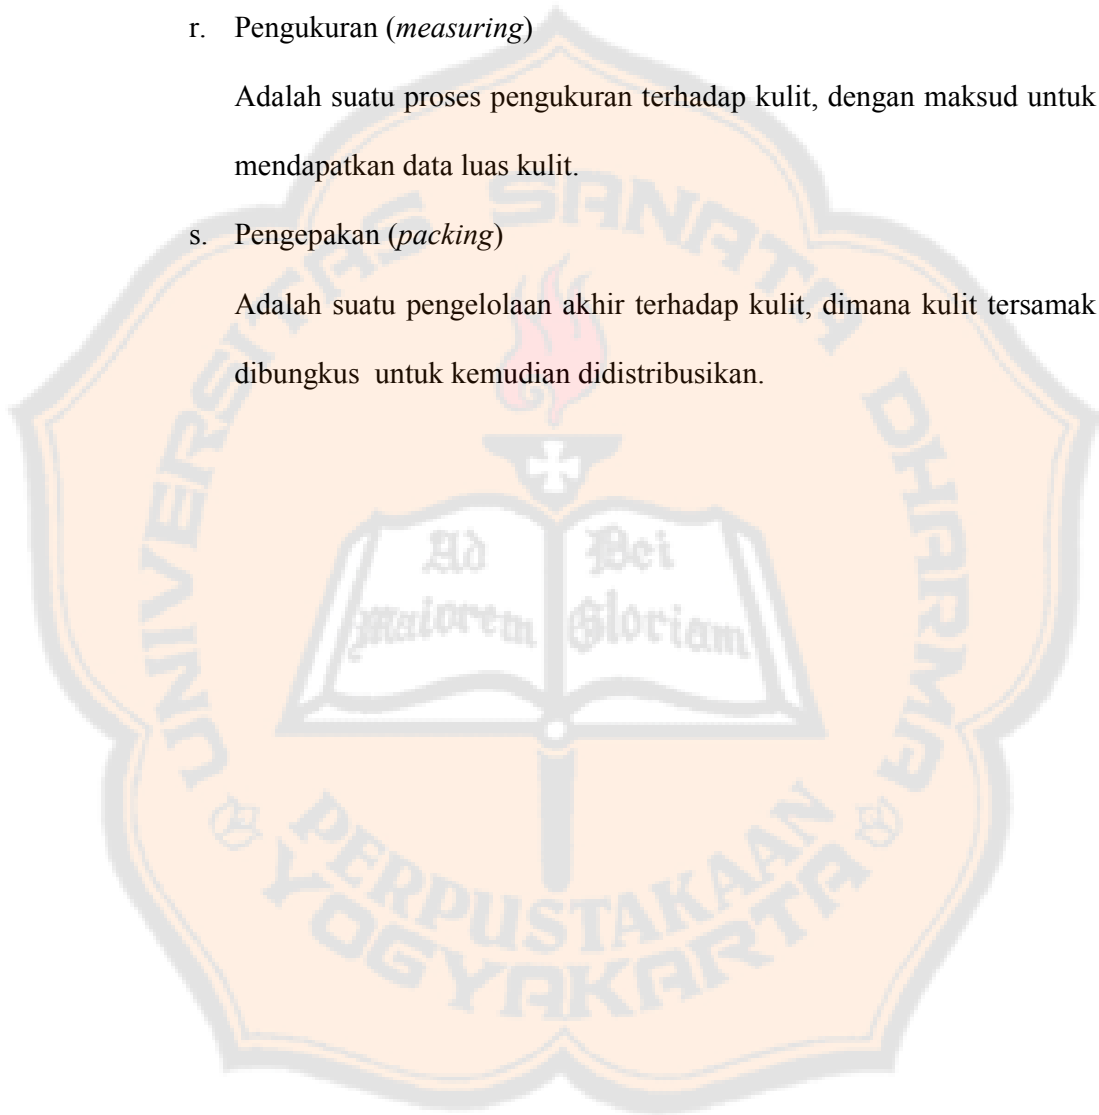 r. Pengukuran (measuring)
Adalah suatu proses pengukuran terhadap kulit, dengan maksud untuk
mendapatkan data luas kulit.
s. Pengepakan (packing)
Adalah suatu pengelolaan akhir terhadap kulit, dimana kulit tersamak
dibungkus untuk kemudian didistribusikan.
UNIVERSITAS SANATA DHARMA
Ad Dei
maiorem Gloriam
PERPUSTAKAAN
YOGYAKARTA